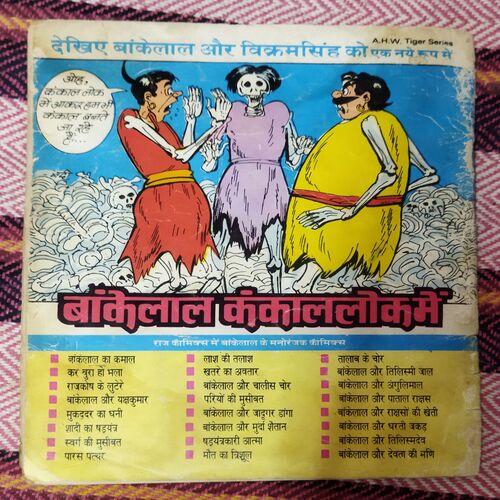 A.H.W. Tiger Series
देखिए बांकेलाल और विक्रमसिंह को एक नये रूप में
ओह,
कंकाल लोक
में आकर हम भी
कंकाल बनते
जा रहे
हैं...
बांकेलाल कंकाललोक में
राज कॉमिक्स में बांकेलाल के मनोरंजक कॉमिक्स
बांकेलाल का कमाल
कर बुरा हो भला
राजकोष के लुटेरे
बांकेलाल और यक्षकुमार
मुकद्दर का धनी
शादी का षड्यंत्र
स्वर्ग की मुसीबत
पारस पत्थर
लाश की तलाश
खतरे का अवतार
बांकेलाल और चालीस चोर
परियों की मुसीबत
बांकेलाल और जादूगर डांगा
बांकेलाल और मुर्दा शैतान
षड्यंत्रकारी आत्मा
मौत का त्रिशूल
तालाब के चोर
बांकेलाल और तिलिस्मी जाल
बांकेलाल और अंगुलिमाल
बांकेलाल और पाताल राक्षस
बांकेलाल और राक्षसों की खेती
बांकेलाल और धरती जकड़
बांकेलाल और तिलिस्मदेव
बांकेलाल और देवता की मणि